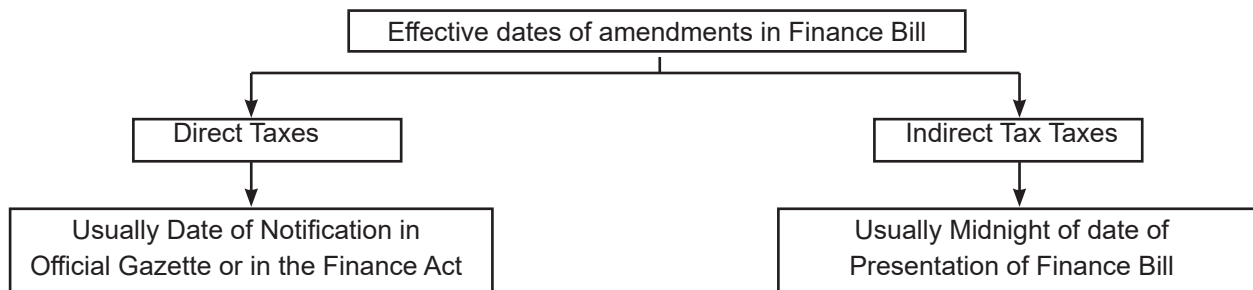 Effective dates of amendments in Finance Bill
Direct Taxes
Indirect Tax Taxes
Usually Date of Notification in
Official Gazette or in the Finance Act
Usually Midnight of date of
Presentation of Finance Bill